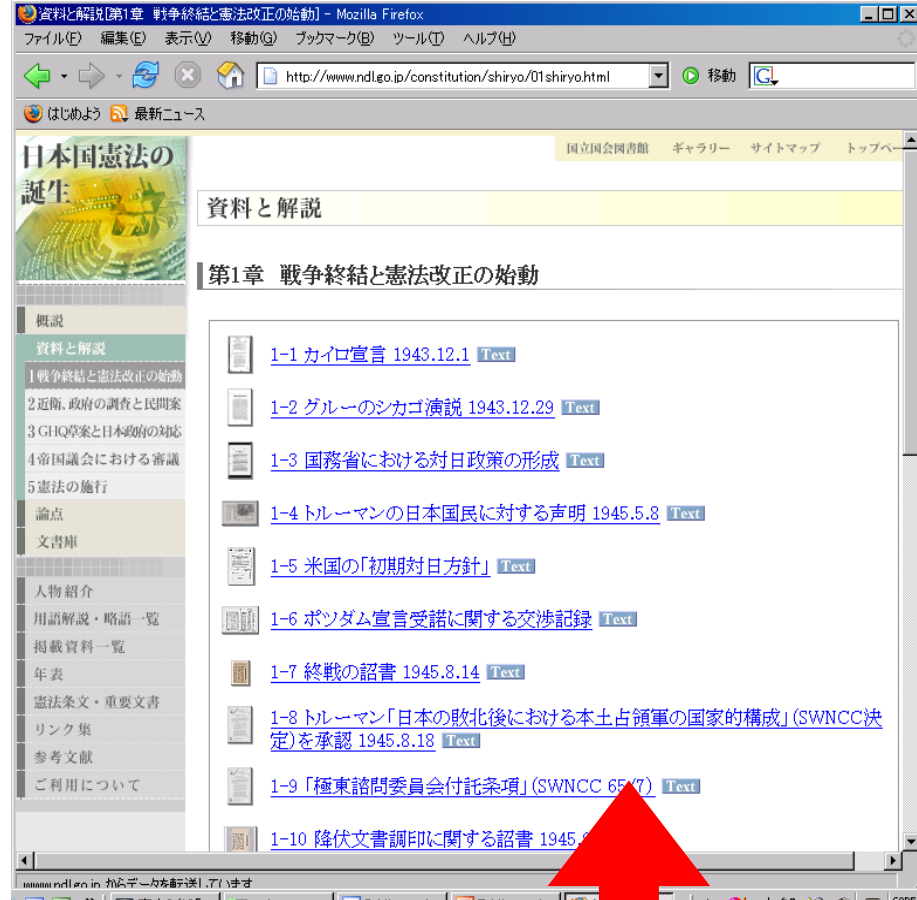 資料と解説[第1章 戦争終結と憲法改正の始動] - Mozilla Firefox
ファイル(F) 編集(E) 表示(V) 移動(G) ブックマーク(B) ツール(T) ヘルプ(H)
http://www.ndl.go.jp/constitution/shiryo/01shiryo.html 移動
はじめよう 最新ニュース
日本国憲法の
誕生
国立国会図書館 ギャラリー サイトマップ トップペー
資料と解説
第1章 戦争終結と憲法改正の始動
概説
資料と解説
1戦争終結と憲法改正の始動
2近衛、政府の調査と民間案
3GHQ草案と日本政府の対応
4帝国議会における審議
5憲法の施行
論点
文書庫
人物紹介
用語解説・略語一覧
掲載資料一覧
年表
憲法条文・重要文書
リンク集
参考文献
ご利用について
1-1 カイロ宣言 1943.12.1 Text
1-2 グルーのシカゴ演説 1943.12.29 Text
1-3 国務省における対日政策の形成 Text
1-4 トルーマンの日本国民に対する声明 1945.5.8 Text
1-5 米国の「初期対日方針」 Text
1-6 ポツダム宣言受諾に関する交渉記録 Text
1-7 終戦の詔書 1945.8.14 Text
1-8 トルーマン「日本の敗北後における本土占領軍の国家的構成」(SWNCC決
定)を承認 1945.8.18 Text
1-9 「極東諮問委員会付託条項」(SWNCC 65/7) Text
1-10 降伏文書調印に関する詔書 1945.
www.ndl.go.jp からデータを転送しています